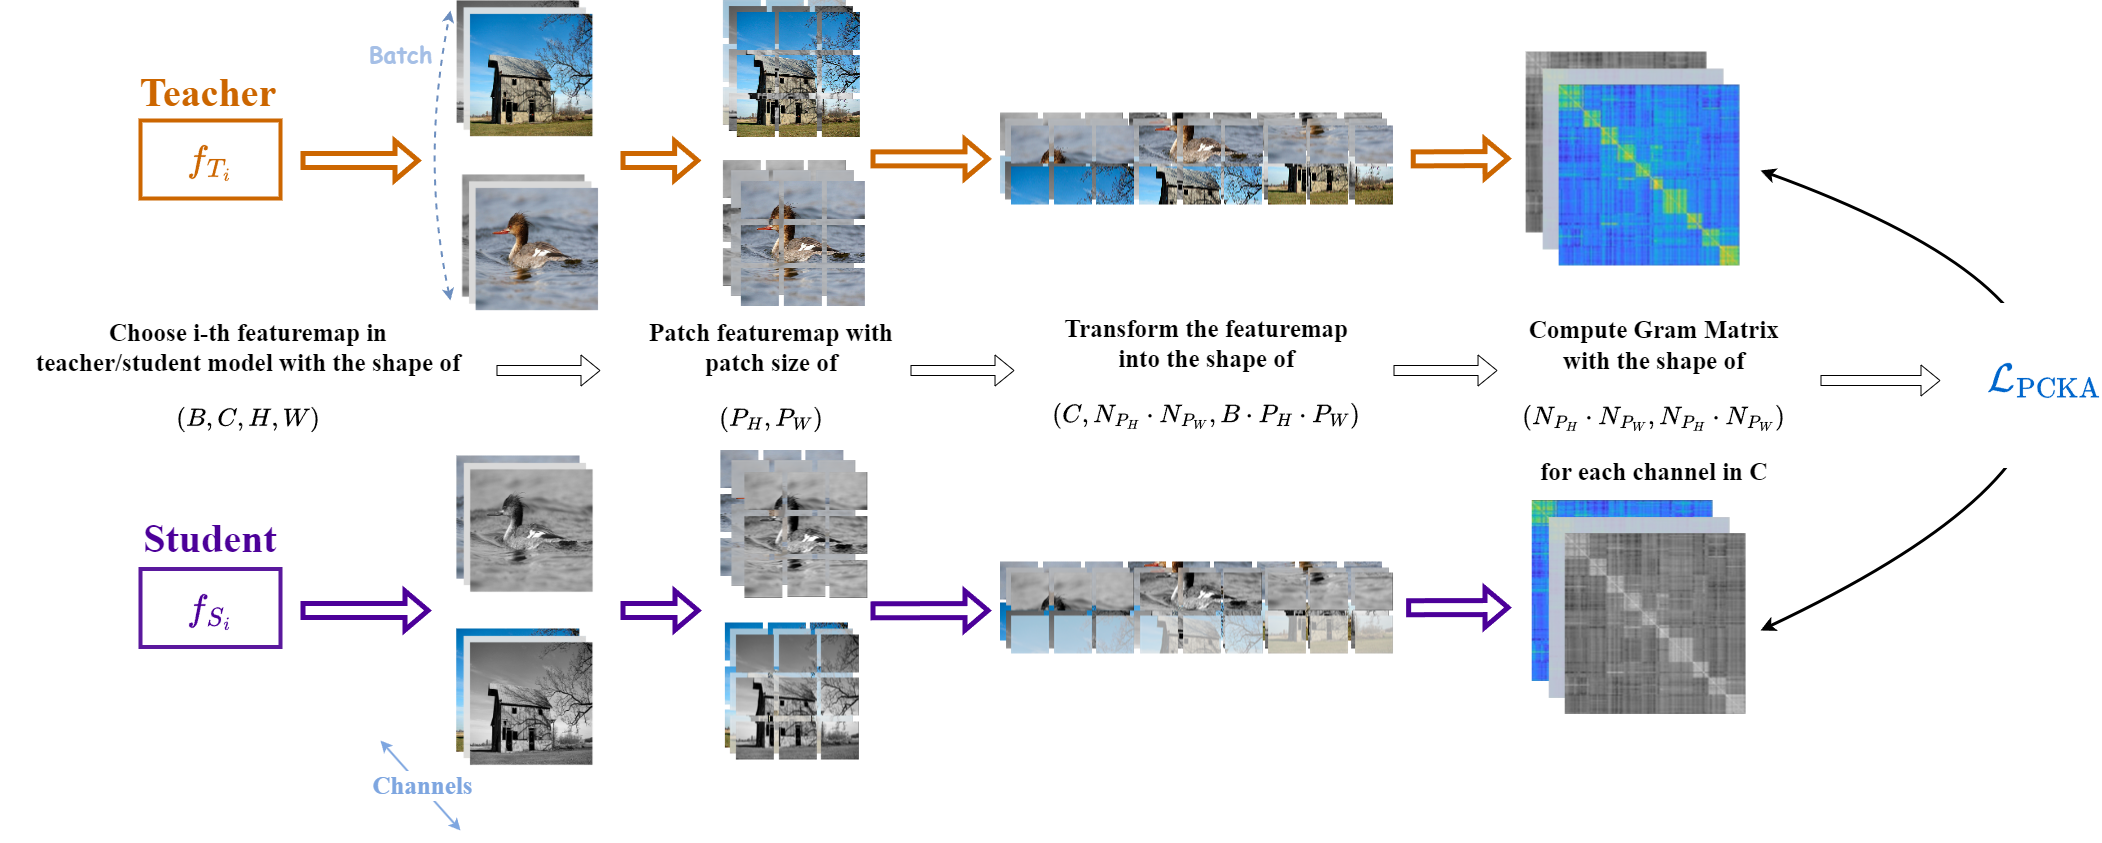 Batch
Teacher
$f_{T_i}$
Choose i-th featuremap in
teacher/student model with the shape of
$(B, C, H, W)$
Patch featuremap with
patch size of
$(P_H, P_W)$
Transform the featuremap
into the shape of
$(C, N_{P_H} \cdot N_{P_W}, B \cdot P_H \cdot P_W)$
Compute Gram Matrix
with the shape of
$(N_{P_H} \cdot N_{P_W}, N_{P_H} \cdot N_{P_W})$
for each channel in C
$\mathcal{L}_{\text{PCKA}}$
Student
$f_{S_i}$
Channels